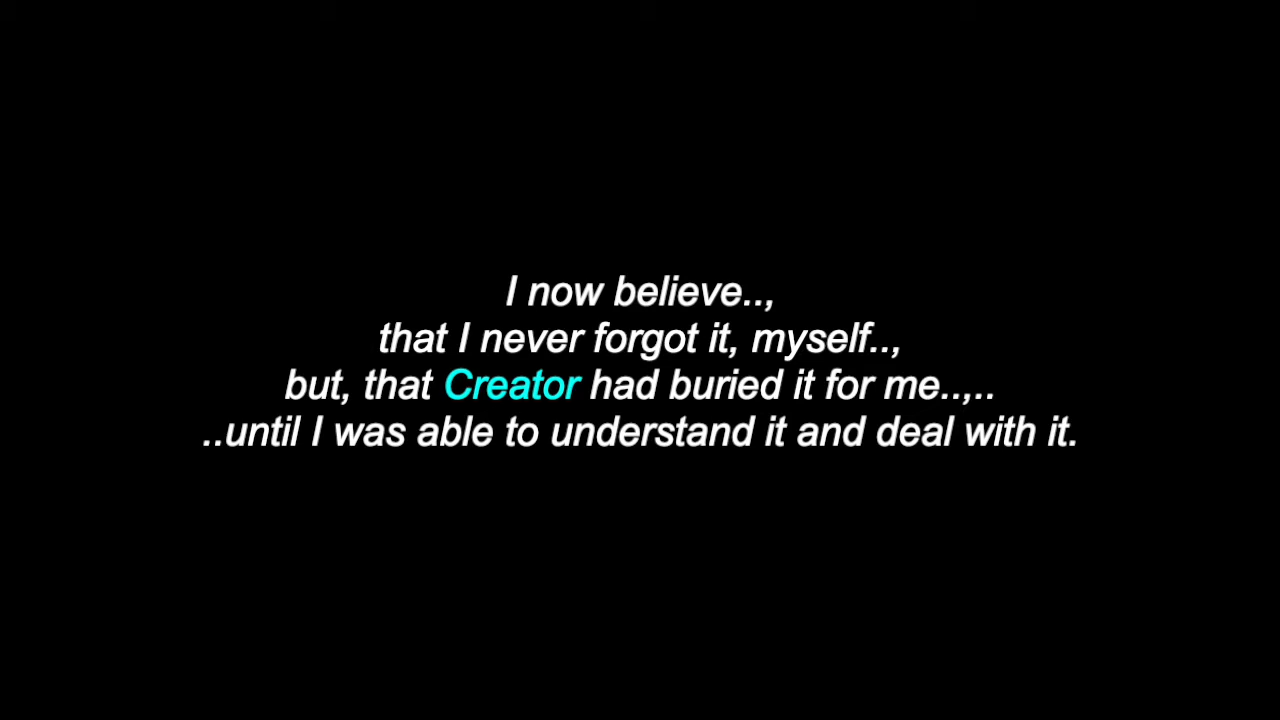 I now believe..,
that I never forgot it, myself..,
but, that Creator had buried it for me..,..
..until I was able to understand it and deal with it.